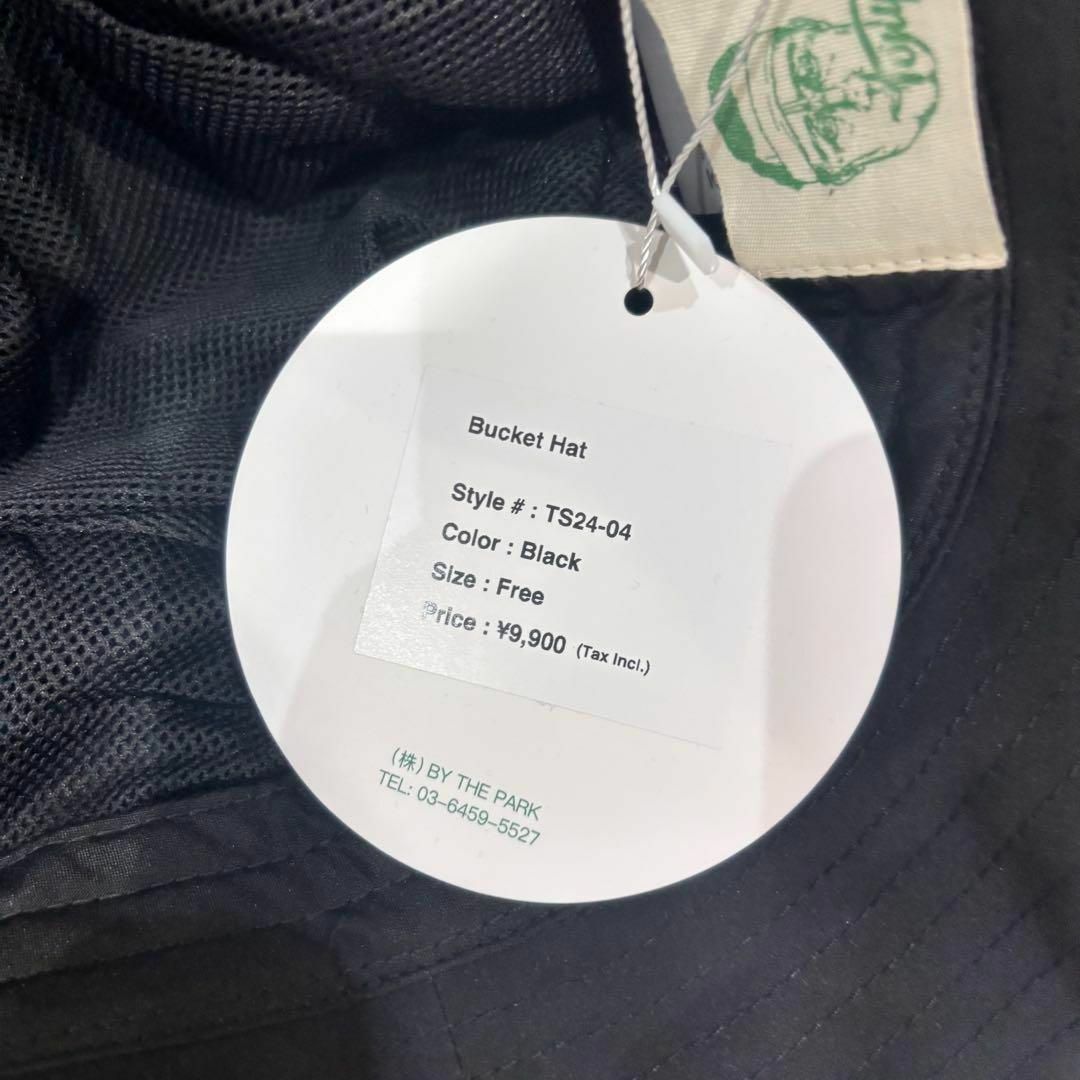 Bucket Hat
Style # : TS24-04
Color : Black
Size : Free
Price : ¥9,900 (Tax Incl.)
(株) BY THE PARK
TEL: 03-6459-5527